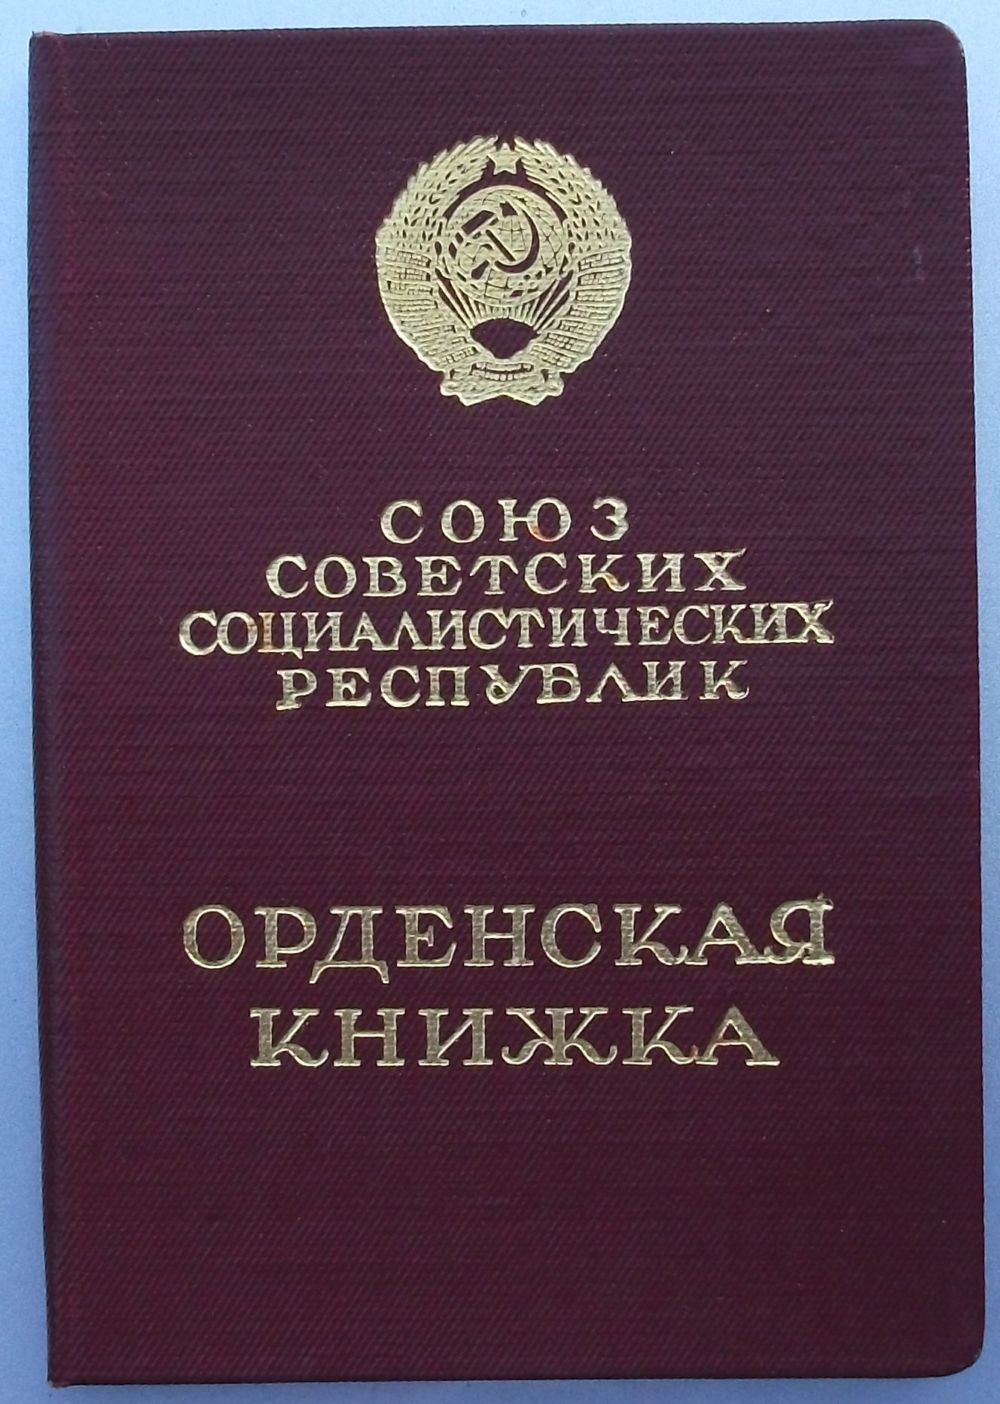 СОЮЗ
СОВЕТСКИХ
СОЦИАЛИСТИЧЕСКИХ
РЕСПУБЛИК
ОРДЕНСКАЯ
КНИЖКА